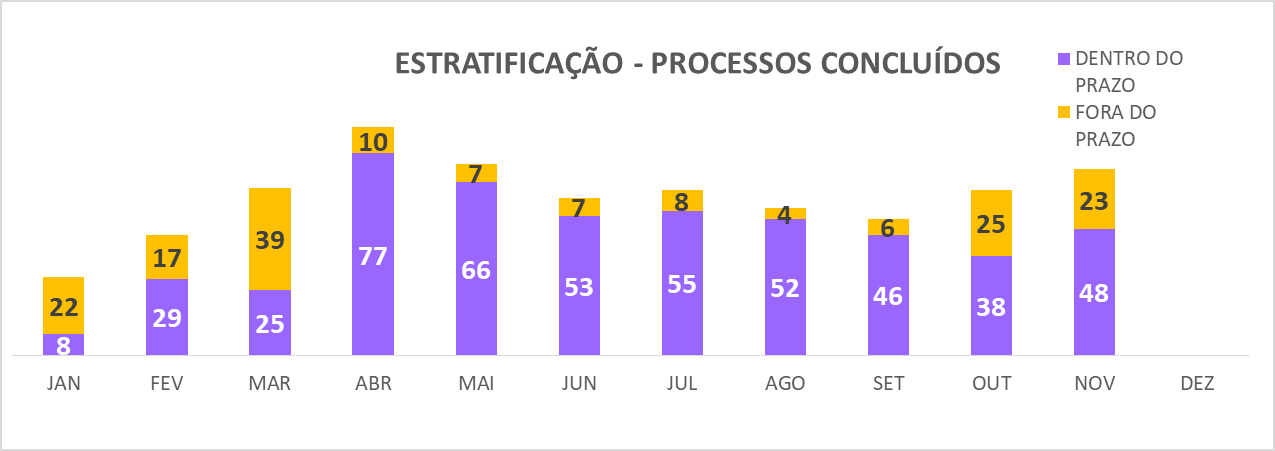 ESTRATIFICAÇÃO - PROCESSOS CONCLUÍDOS
DENTRO DO
PRAZO
FORA DO
PRAZO
22 17 39 10 7 7 8 4 6 25 23
8 29 25 77 66 53 55 52 46 38 48
JAN FEV MAR ABR MAI JUN JUL AGO SET OUT NOV DEZ